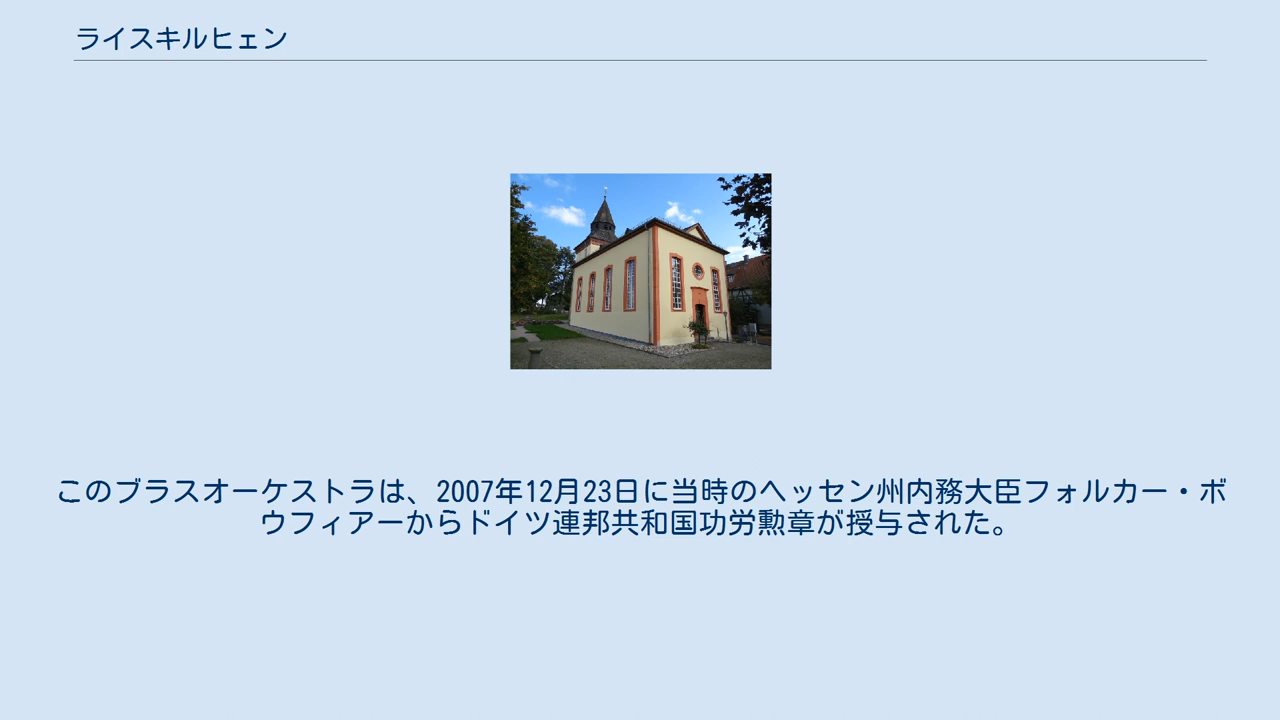 ライスキルヒェン
このブラスオーケストラは、2007年12月23日に当時のヘッセン州内務大臣フォルカー・ボ
ウフィアーからドイツ連邦共和国功労勲章が授与された。